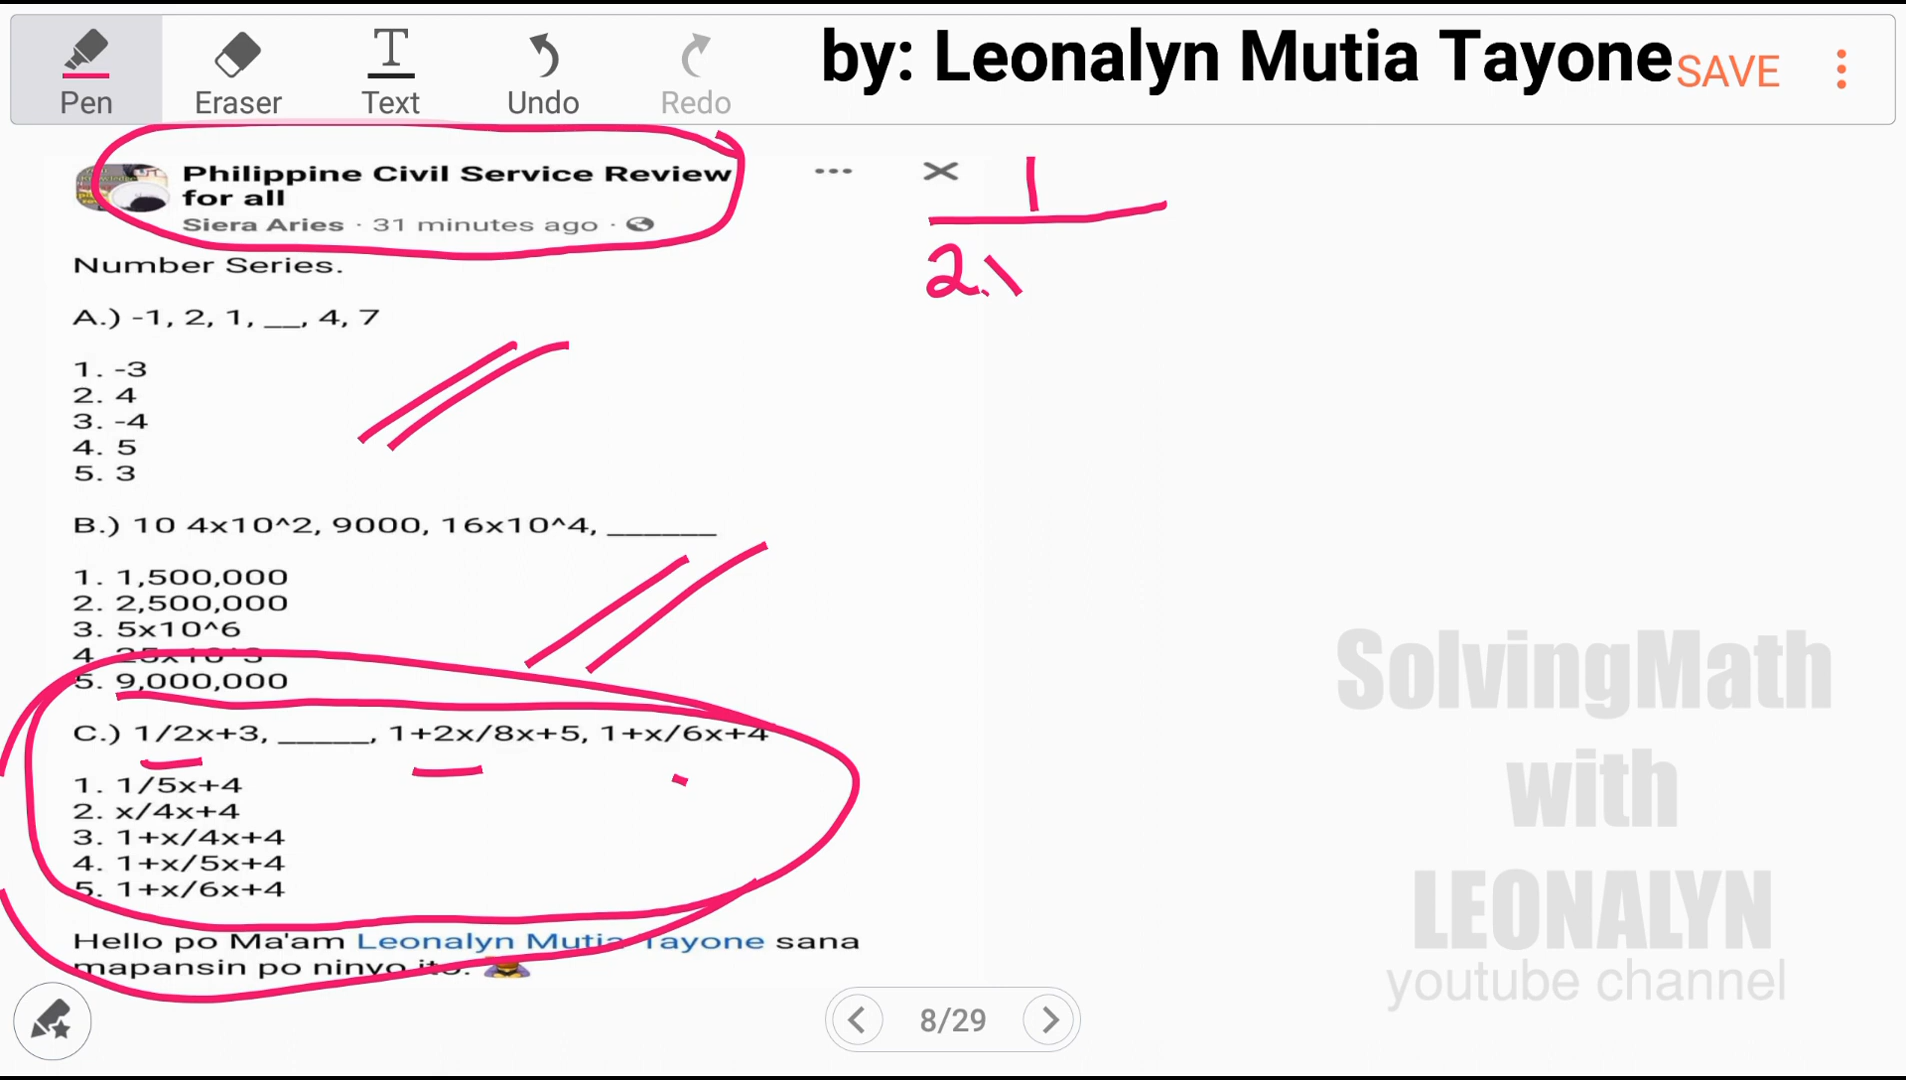 Pen
Eraser
Text
Undo
Redo
by: Leonalyn Mutia Tayone
SAVE
Philippine Civil Service Review
for all
Siera Aries · 31 minutes ago ·
Number Series.
A.) -1, 2, 1, __, 4, 7
1. -3
2. 4
3. -4
4. 5
5. 3
B.) 10 4x10^2, 9000, 16x10^4, ______
1. 1,500,000
2. 2,500,000
3. 5x10^6
4. 25x10^3
5. 9,000,000
C.) 1/2x+3, _____, 1+2x/8x+5, 1+x/6x+4
1. 1/5x+4
2. x/4x+4
3. 1+x/4x+4
4. 1+x/5x+4
5. 1+x/6x+4
Hello po Ma'am Leonalyn Mutia Tayone sana
mapansin po ninyo ito.
1
2
SolvingMath
with
LEONALYN
youtube channel
8/29